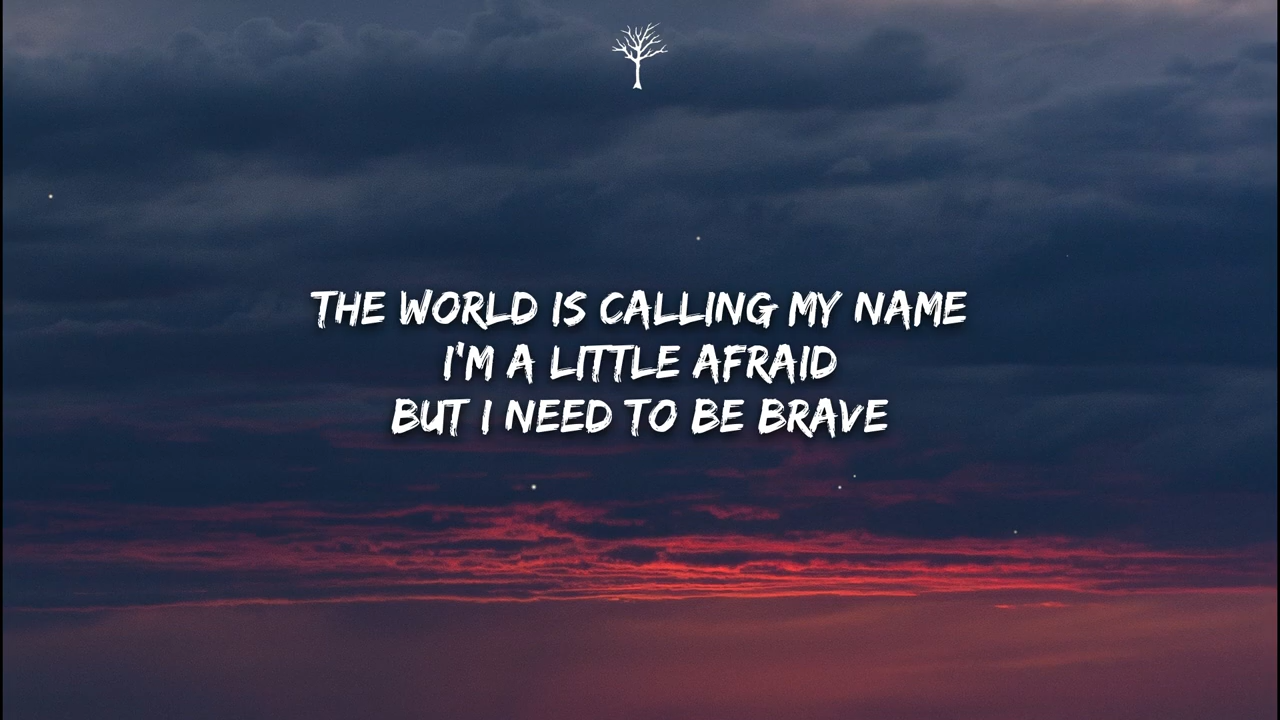 THE WORLD IS CALLING MY NAME
I'M A LITTLE AFRAID
BUT I NEED TO BE BRAVE